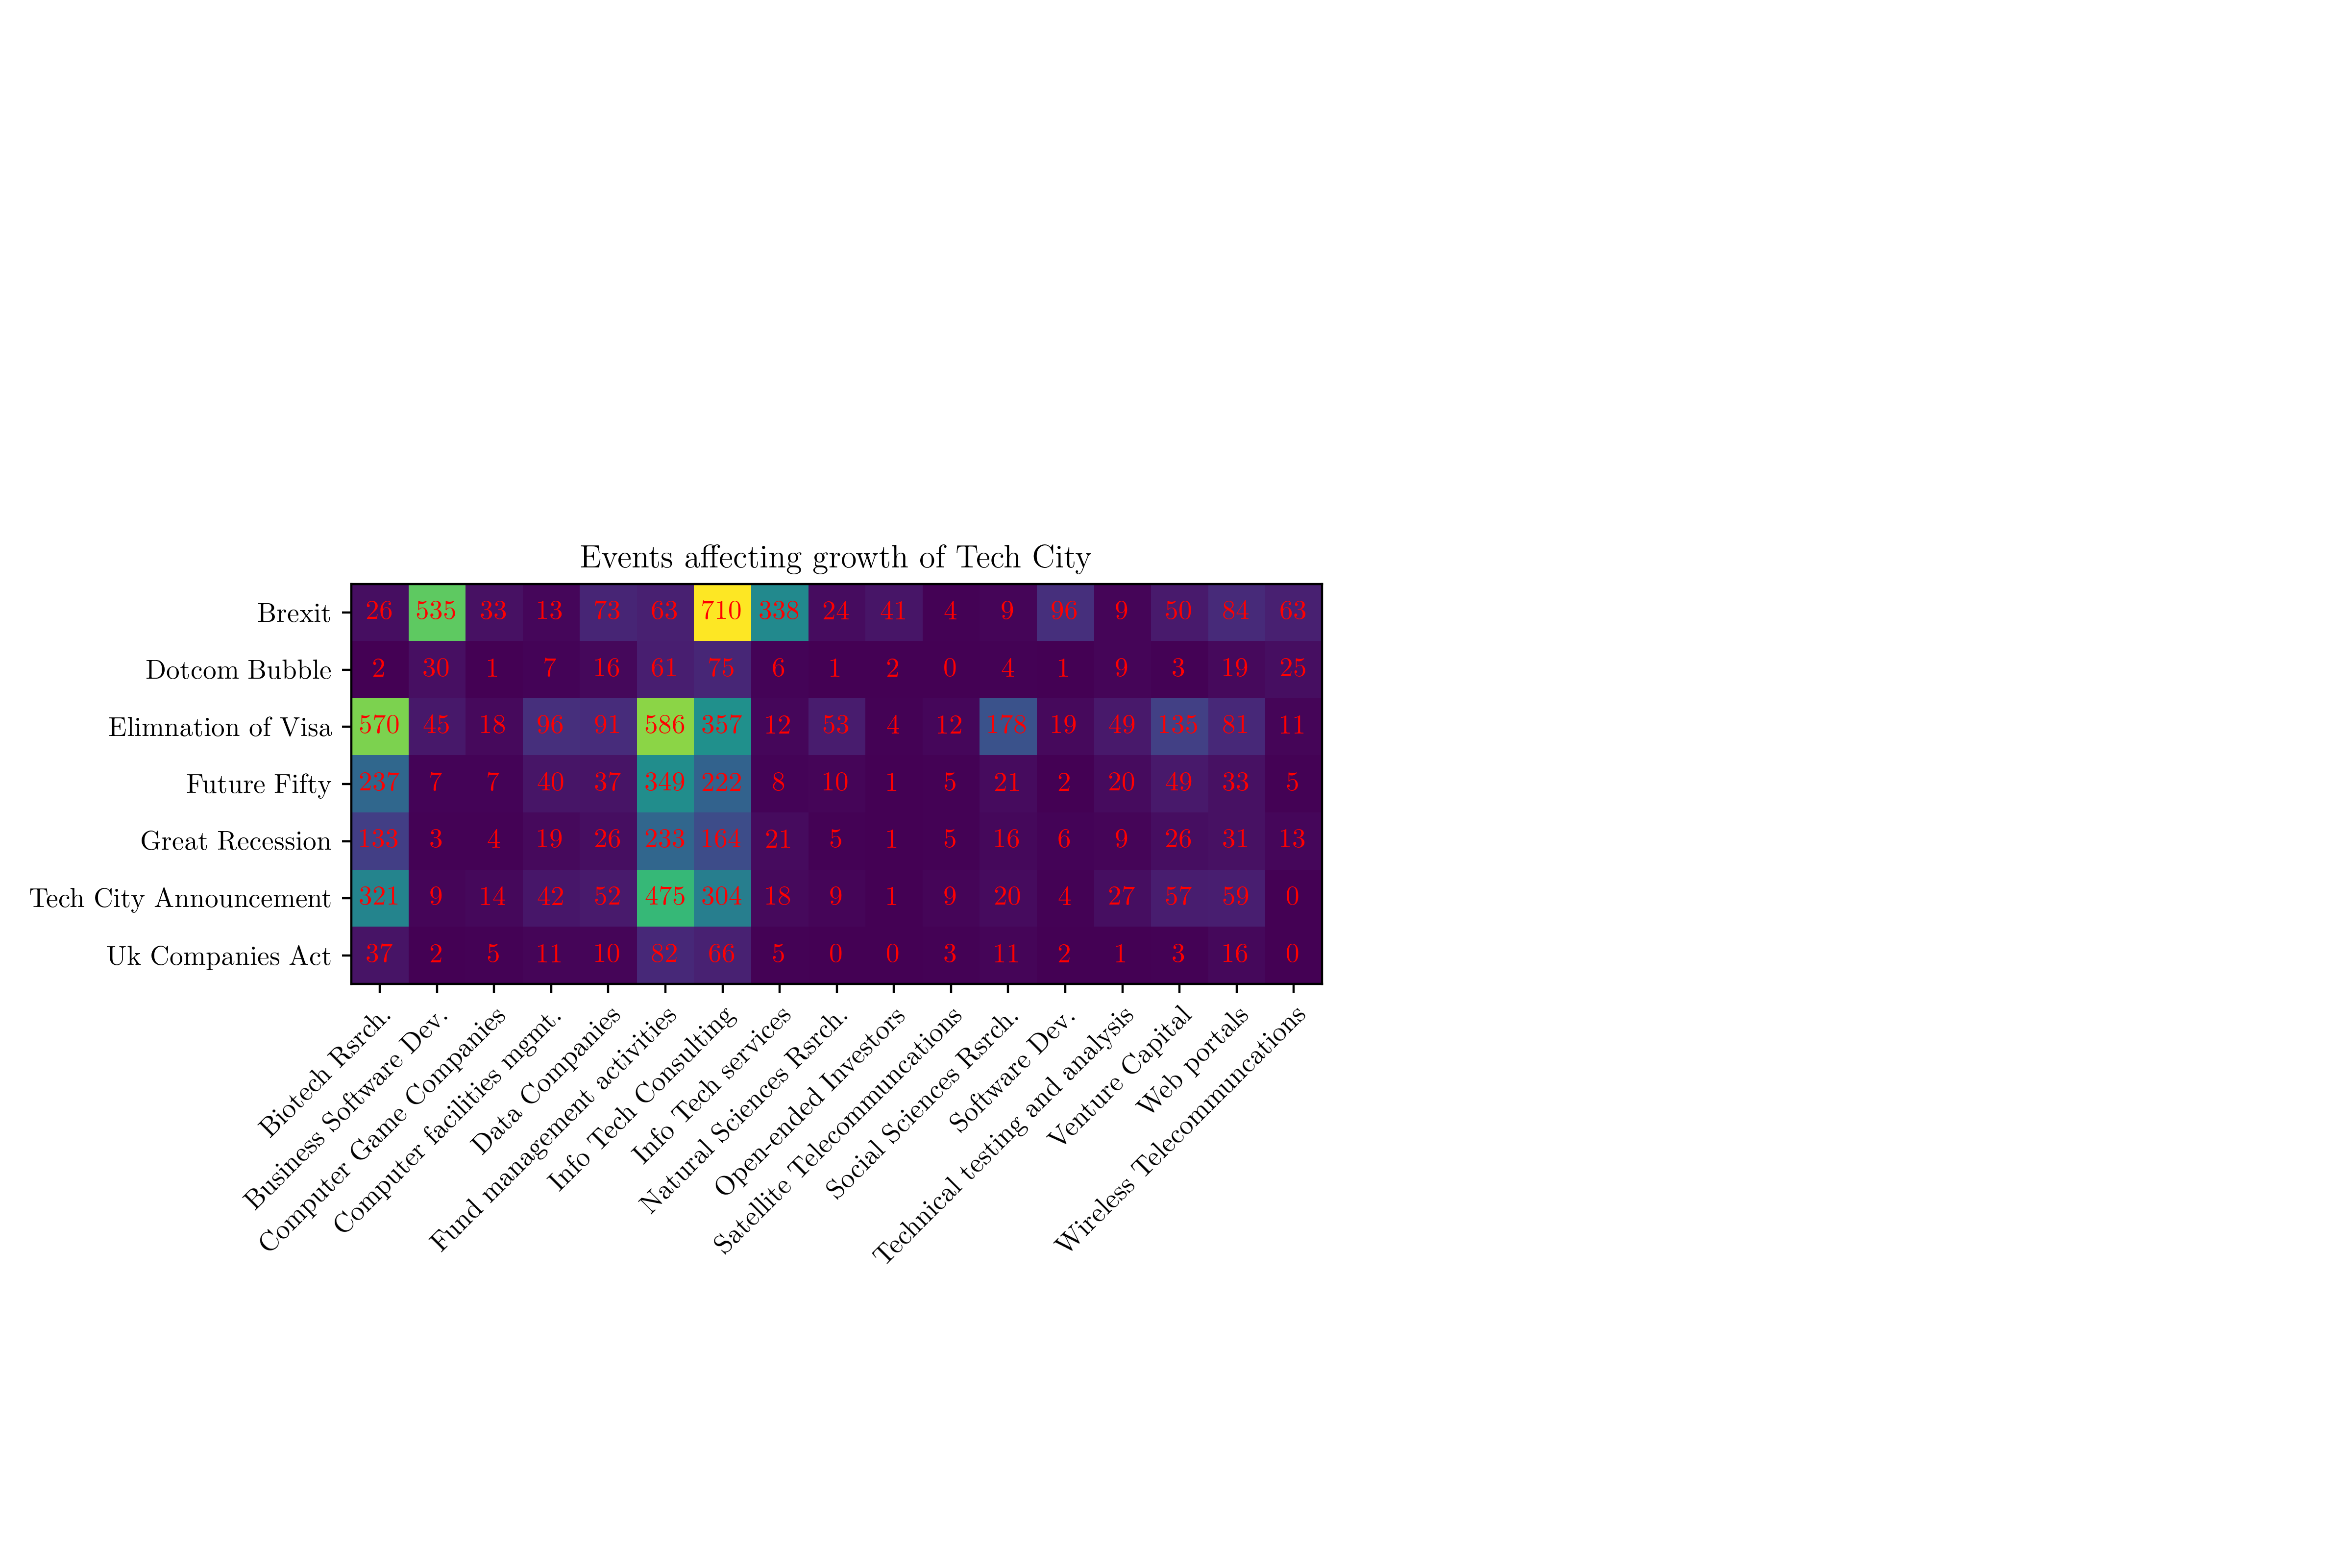 Events affecting growth of Tech City
Brexit 26 535 33 13 73 63 710 338 24 41 4 9 96 9 50 84 63
Dotcom Bubble 2 30 1 7 16 61 75 6 1 2 0 4 1 9 3 19 25
Elimnation of Visa 570 45 18 96 91 586 357 12 53 4 12 178 19 49 135 81 11
Future Fifty 237 7 7 40 37 349 222 8 10 1 5 21 2 20 49 33 5
Great Recession 133 3 4 19 26 233 164 21 5 1 5 16 6 9 26 31 13
Tech City Announcement 321 9 14 42 52 475 304 18 9 1 9 20 4 27 57 59 0
Uk Companies Act 37 2 5 11 10 82 66 5 0 0 3 11 2 1 3 16 0
Biotech Rsrch.
Business Software Dev.
Computer Game Companies
Computer facilities mgmt.
Data Companies
Fund management activities
Info Tech Consulting
Info Tech services
Natural Sciences Rsrch.
Open-ended Investors
Satellite Telecommuncations
Social Sciences Rsrch.
Software Dev.
Technical testing and analysis
Venture Capital
Web portals
Wireless Telecommuncations